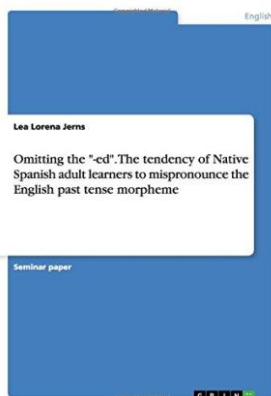 English
Lea Lorena Jerns
Omitting the "-ed". The tendency of Native
Spanish adult learners to mispronounce the
English past tense morpheme
Seminar paper
GRIN